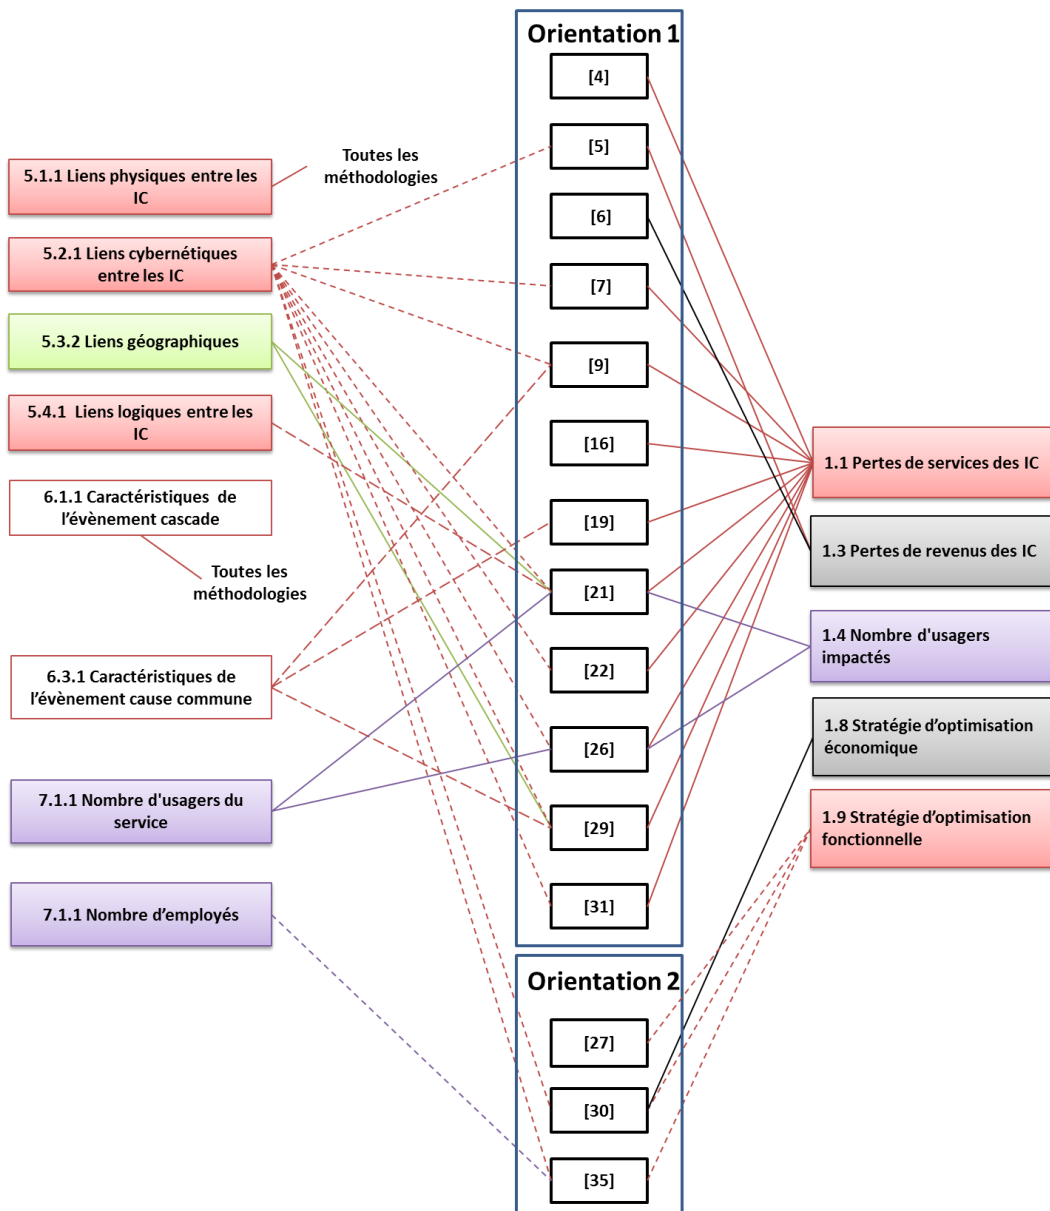 Orientation 1
[4]
[5]
[6]
[7]
[9]
[16]
[19]
[21]
[22]
[26]
[29]
[31]
Orientation 2
[27]
[30]
[35]
Toutes les
méthodologies
5.1.1 Liens physiques entre les
IC
5.2.1 Liens cybernétiques
entre les IC
5.3.2 Liens géographiques
5.4.1 Liens logiques entre les
IC
6.1.1 Caractéristiques de
l’évènement cascade
Toutes les
méthodologies
6.3.1 Caractéristiques de
l’évènement cause commune
7.1.1 Nombre d'usagers du
service
7.1.1 Nombre d’employés
1.1 Pertes de services des IC
1.3 Pertes de revenus des IC
1.4 Nombre d'usagers
impactés
1.8 Stratégie d’optimisation
économique
1.9 Stratégie d’optimisation
fonctionnelle